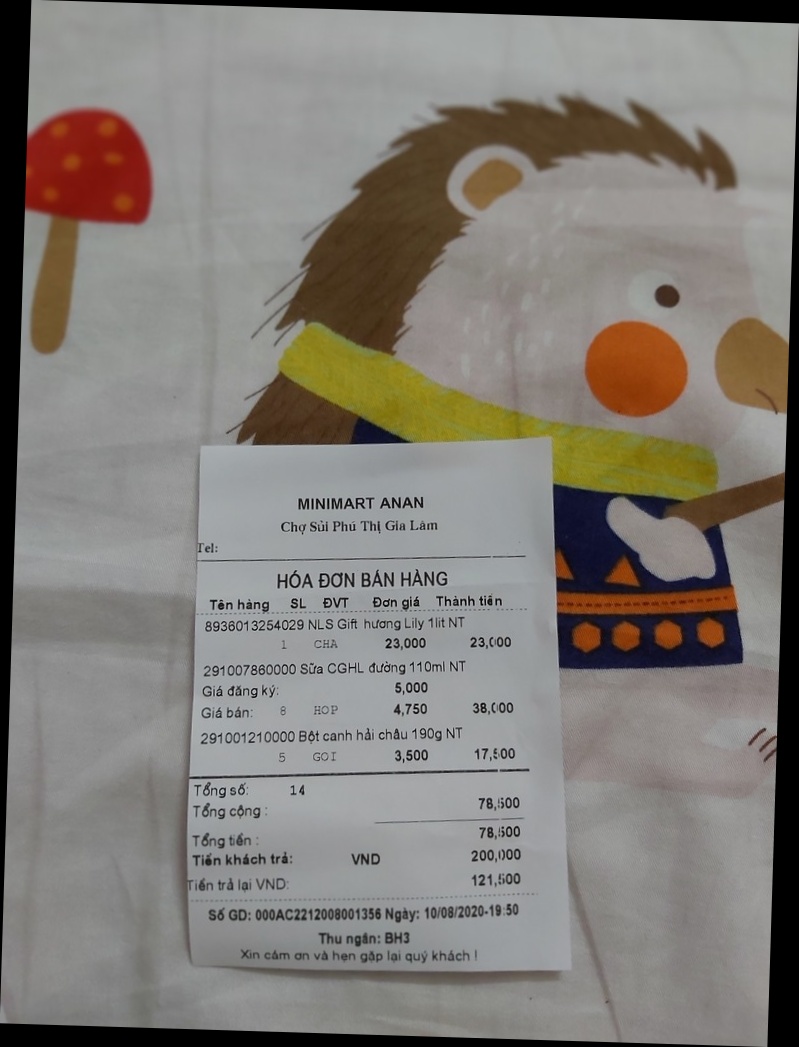 MINIMART ANAN
Chợ Sủi Phú Thị Gia Lâm
Tel:
HÓA ĐƠN BÁN HÀNG
Tên hàng SL ĐVT Đơn giá Thành tiền
8936013254029 NLS Gift hương Lily 1lit NT
1 CHA 23,000 23,000
291007860000 Sữa CGHL đường 110ml NT
Giá đăng ký: 5,000
Giá bán: 8 HOP 4,750 38,000
291001210000 Bột canh hải châu 190g NT
5 GOI 3,500 17,500
Tổng số: 14
Tổng cộng : 78,500
Tổng tiền : 78,500
Tiền khách trả: VND 200,000
Tiền trả lại VND: 121,500
Số GD: 000AC2212008001356 Ngày: 10/08/2020-19:50
Thu ngân: BH3
Xin cám ơn và hẹn gặp lại quý khách !